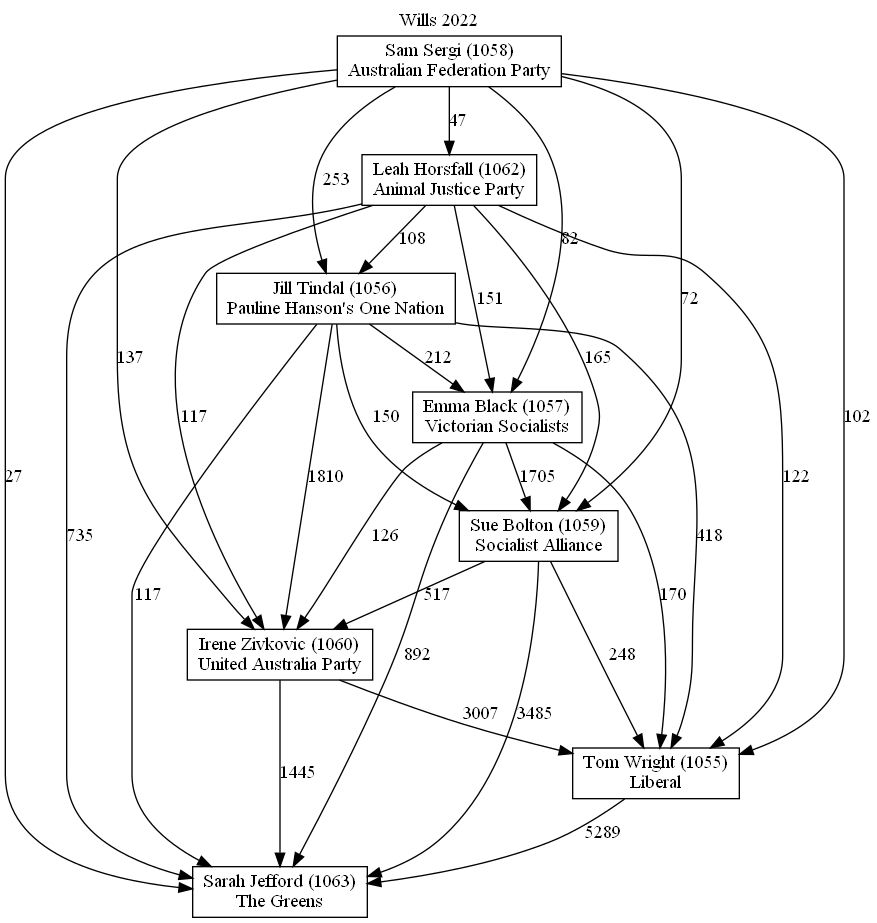 Wills 2022
Sam Sergi (1058)
Australian Federation Party
47
Leah Horsfall (1062)
Animal Justice Party
253
82
108
Jill Tindal (1056)
Pauline Hanson's One Nation
151
72
137
212
165
Emma Black (1057)
Victorian Socialists
117
150
102
27
1810
1705
122
Sue Bolton (1059)
Socialist Alliance
735
126
418
117
517
170
Irene Zivkovic (1060)
United Australia Party
892
248
3007
3485
Tom Wright (1055)
Liberal
1445
5289
Sarah Jefford (1063)
The Greens